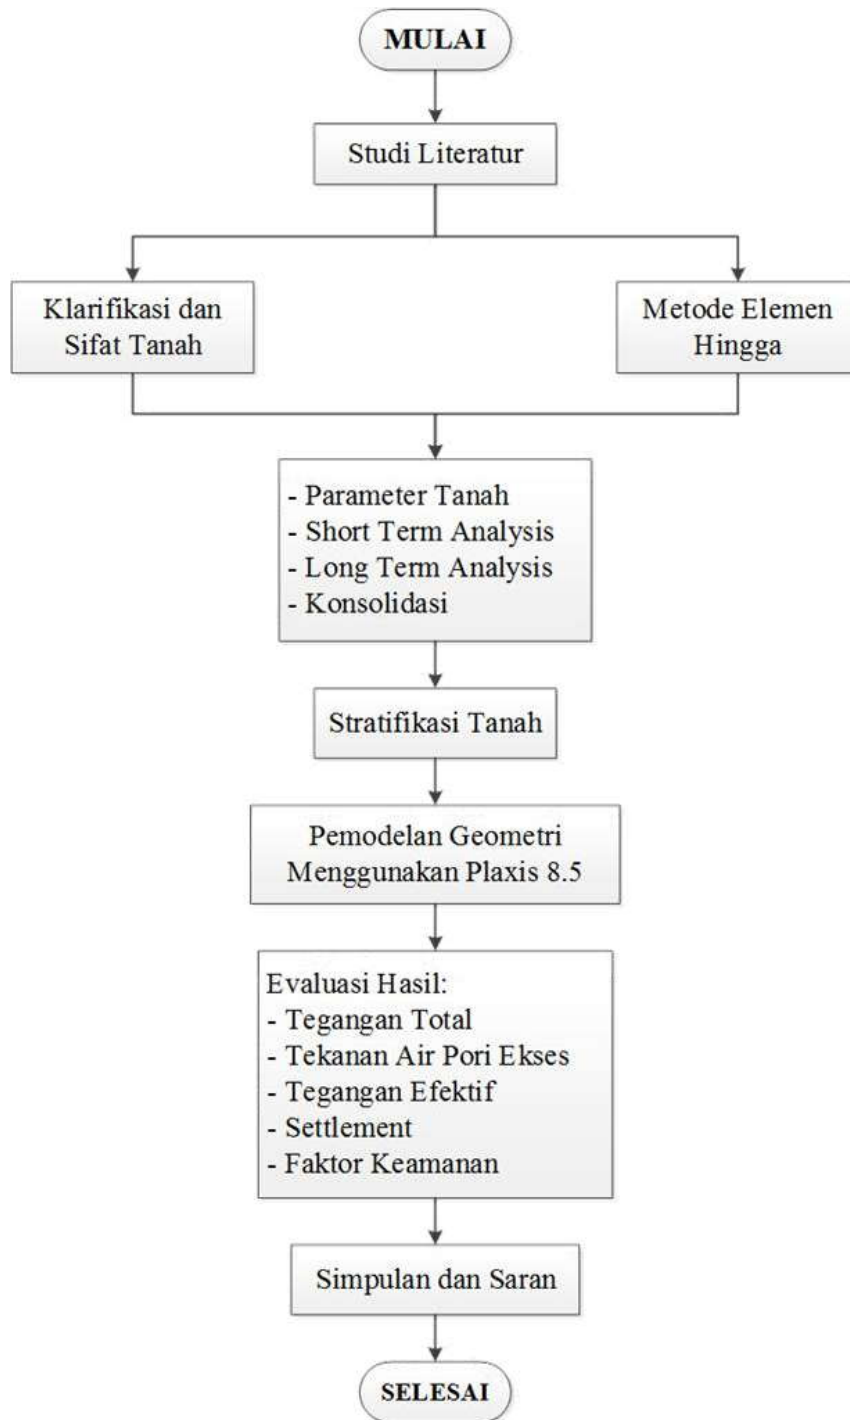 MULAI
Studi Literatur
Klarifikasi dan
Sifat Tanah
Metode Elemen
Hingga
- Parameter Tanah
- Short Term Analysis
- Long Term Analysis
- Konsolidasi
Stratifikasi Tanah
Pemodelan Geometri
Menggunakan Plaxis 8.5
Evaluasi Hasil:
- Tegangan Total
- Tekanan Air Pori Ekses
- Tegangan Efektif
- Settlement
- Faktor Keamanan
Simpulan dan Saran
SELESAI